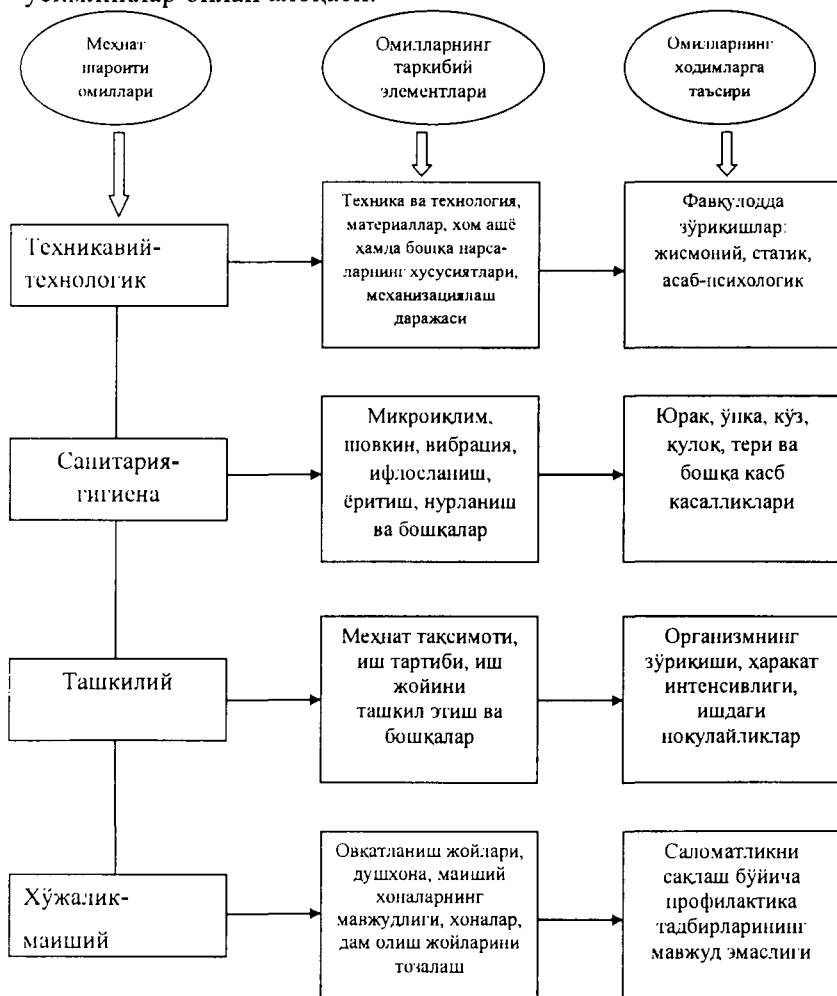 билан алоқаси.
Меҳнат
шароити
омиллари
Омилларнинг
таркибий
элементлари
Омилларнинг
ходимларга
таъсири
Техникавий-
технологик
Техника ва технология,
материаллар, хом ашё
ҳамда бошқа нарса-
ларнинг хусусиятлари,
механизациялаш
даражаси
Фавқулодда
зўриқишлар:
жисмоний, статик,
асаб-психологик
Санитария-
гигиена
Микроиқлим,
шовкин, вибрация,
ифлосланиш,
ёритиш, нурланиш
ва бошқалар
Юрак, ўпка, кўз,
қулоқ, тери ва
бошқа касб
касалликлари
Ташкилий
Меҳнат тақсимоти,
иш тартиби, иш
жойини
ташкил этиш ва
бошқалар
Организмнинг
зўриқиши, ҳаракат
интенсивлиги,
ишдаги
ноқулайликлар
Хўжалик-
маиший
Овқатланиш жойлари,
душхона, маиший
хоналарнинг
мавжудлиги, хоналар,
дам олиш жойларини
тозалаш
Саломатликни
сақлаш бўйича
профилактика
тадбирларининг
мавжуд эмаслиги